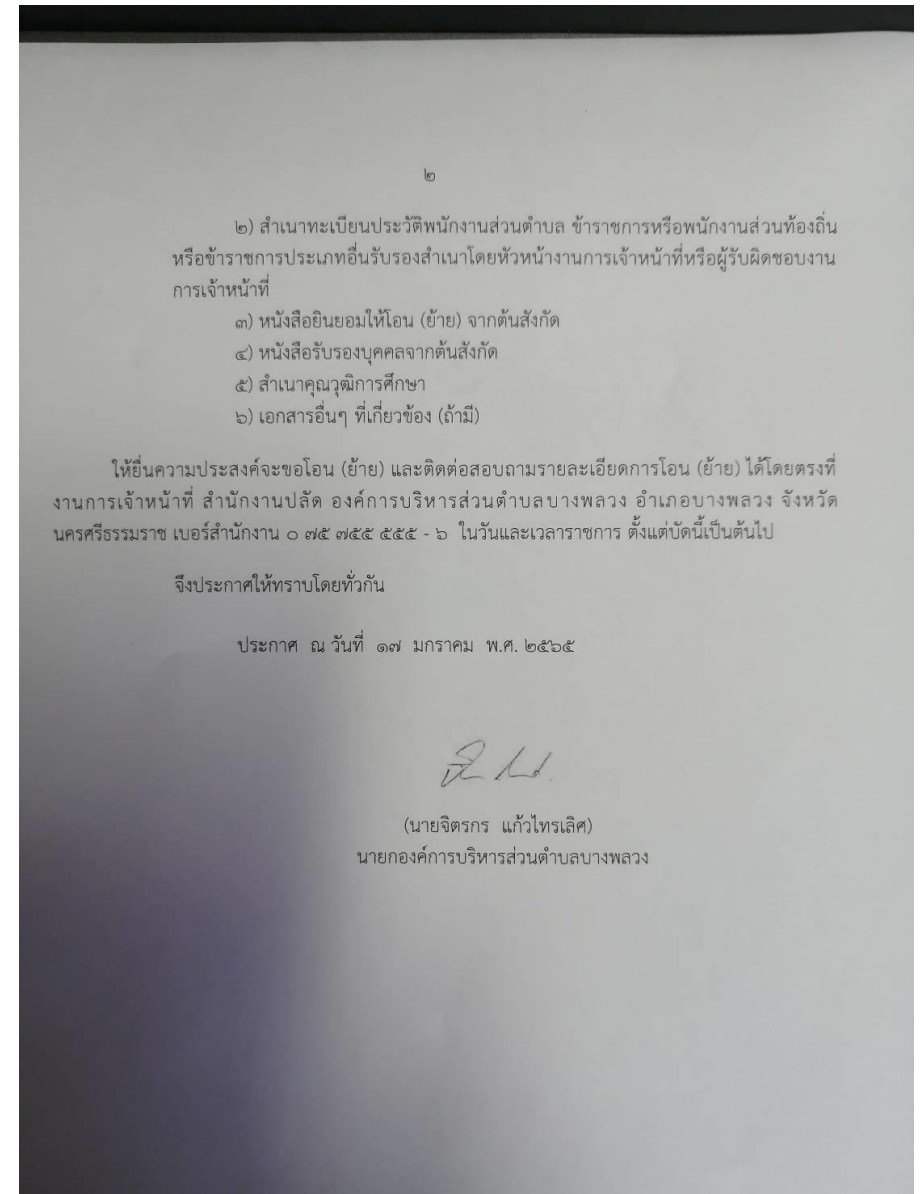 ๒
๒) สำเนาทะเบียนประวัติพนักงานส่วนตำบล ข้าราชการหรือพนักงานส่วนท้องถิ่น
หรือข้าราชการประเภทอื่นรับรองสำเนาโดยหัวหน้างานการเจ้าหน้าที่หรือผู้รับผิดชอบงาน
การเจ้าหน้าที่
๓) หนังสือยินยอมให้โอน (ย้าย) จากต้นสังกัด
๔) หนังสือรับรองบุคคลจากต้นสังกัด
๕) สำเนาคุณวุฒิการศึกษา
๖) เอกสารอื่นๆ ที่เกี่ยวข้อง (ถ้ามี)
ให้ยื่นความประสงค์จะขอโอน (ย้าย) และติดต่อสอบถามรายละเอียดการโอน (ย้าย) ได้โดยตรงที่
งานการเจ้าหน้าที่ สำนักงานปลัด องค์การบริหารส่วนตำบลบางพลวง อำเภอบางพลวง จังหวัด
นครศรีธรรมราช เบอร์สำนักงาน ๐ ๗๕ ๗๕๕ ๕๕๕ - ๖ ในวันและเวลาราชการ ตั้งแต่บัดนี้เป็นต้นไป
จึงประกาศให้ทราบโดยทั่วกัน
ประกาศ ณ วันที่ ๑๗ มกราคม พ.ศ. ๒๕๖๕
(นายจิตรกร แก้วไทรเลิศ)
นายกองค์การบริหารส่วนตำบลบางพลวง